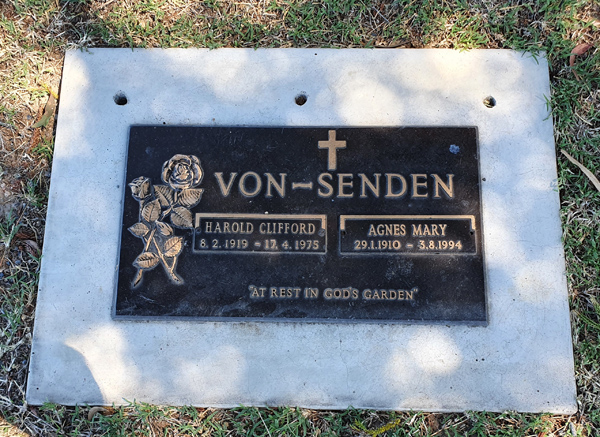 VON-SENDEN
HAROLD CLIFFORD
8. 2. 1919 - 17. 4. 1975
AGNES MARY
29.1.1910 - 3.8.1994
"AT REST IN GOD'S GARDEN"